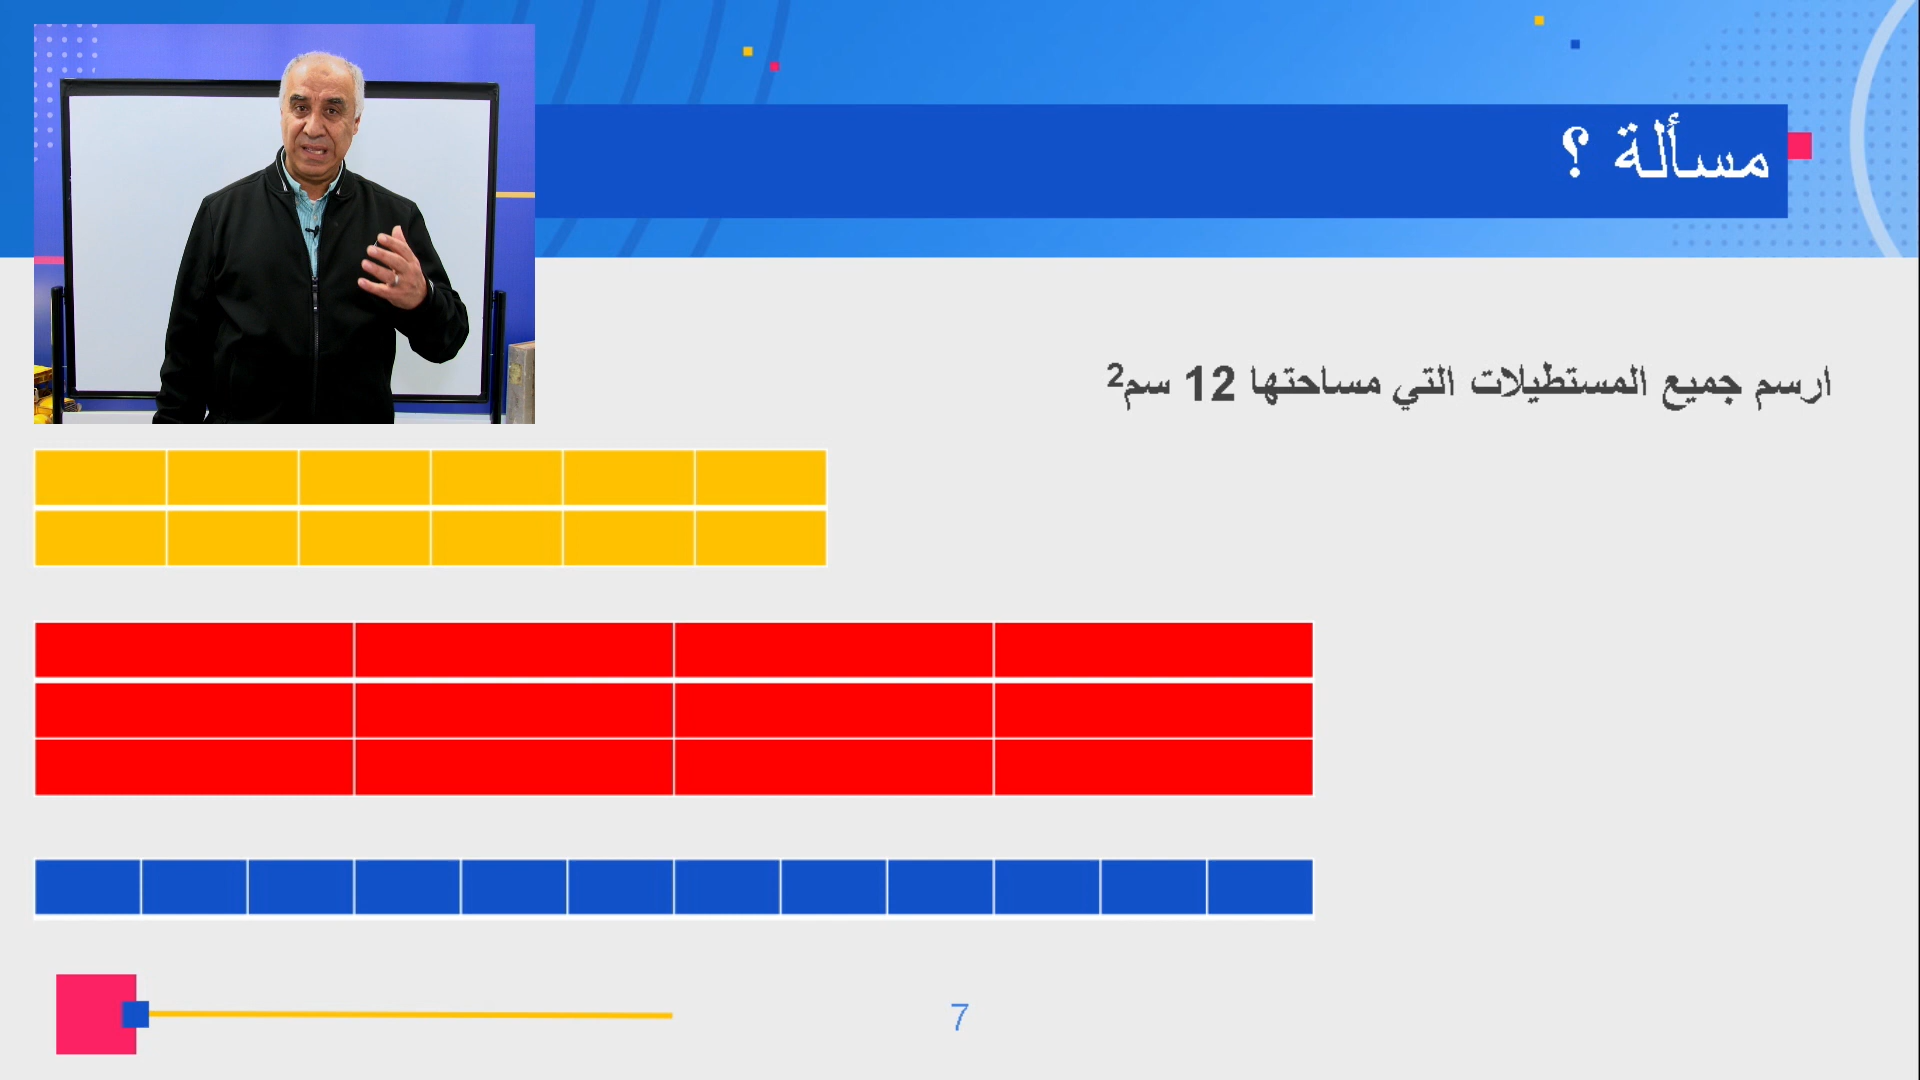 مسألة ؟
ارسم جميع المستطيلات التي مساحتها 12 سم²
7